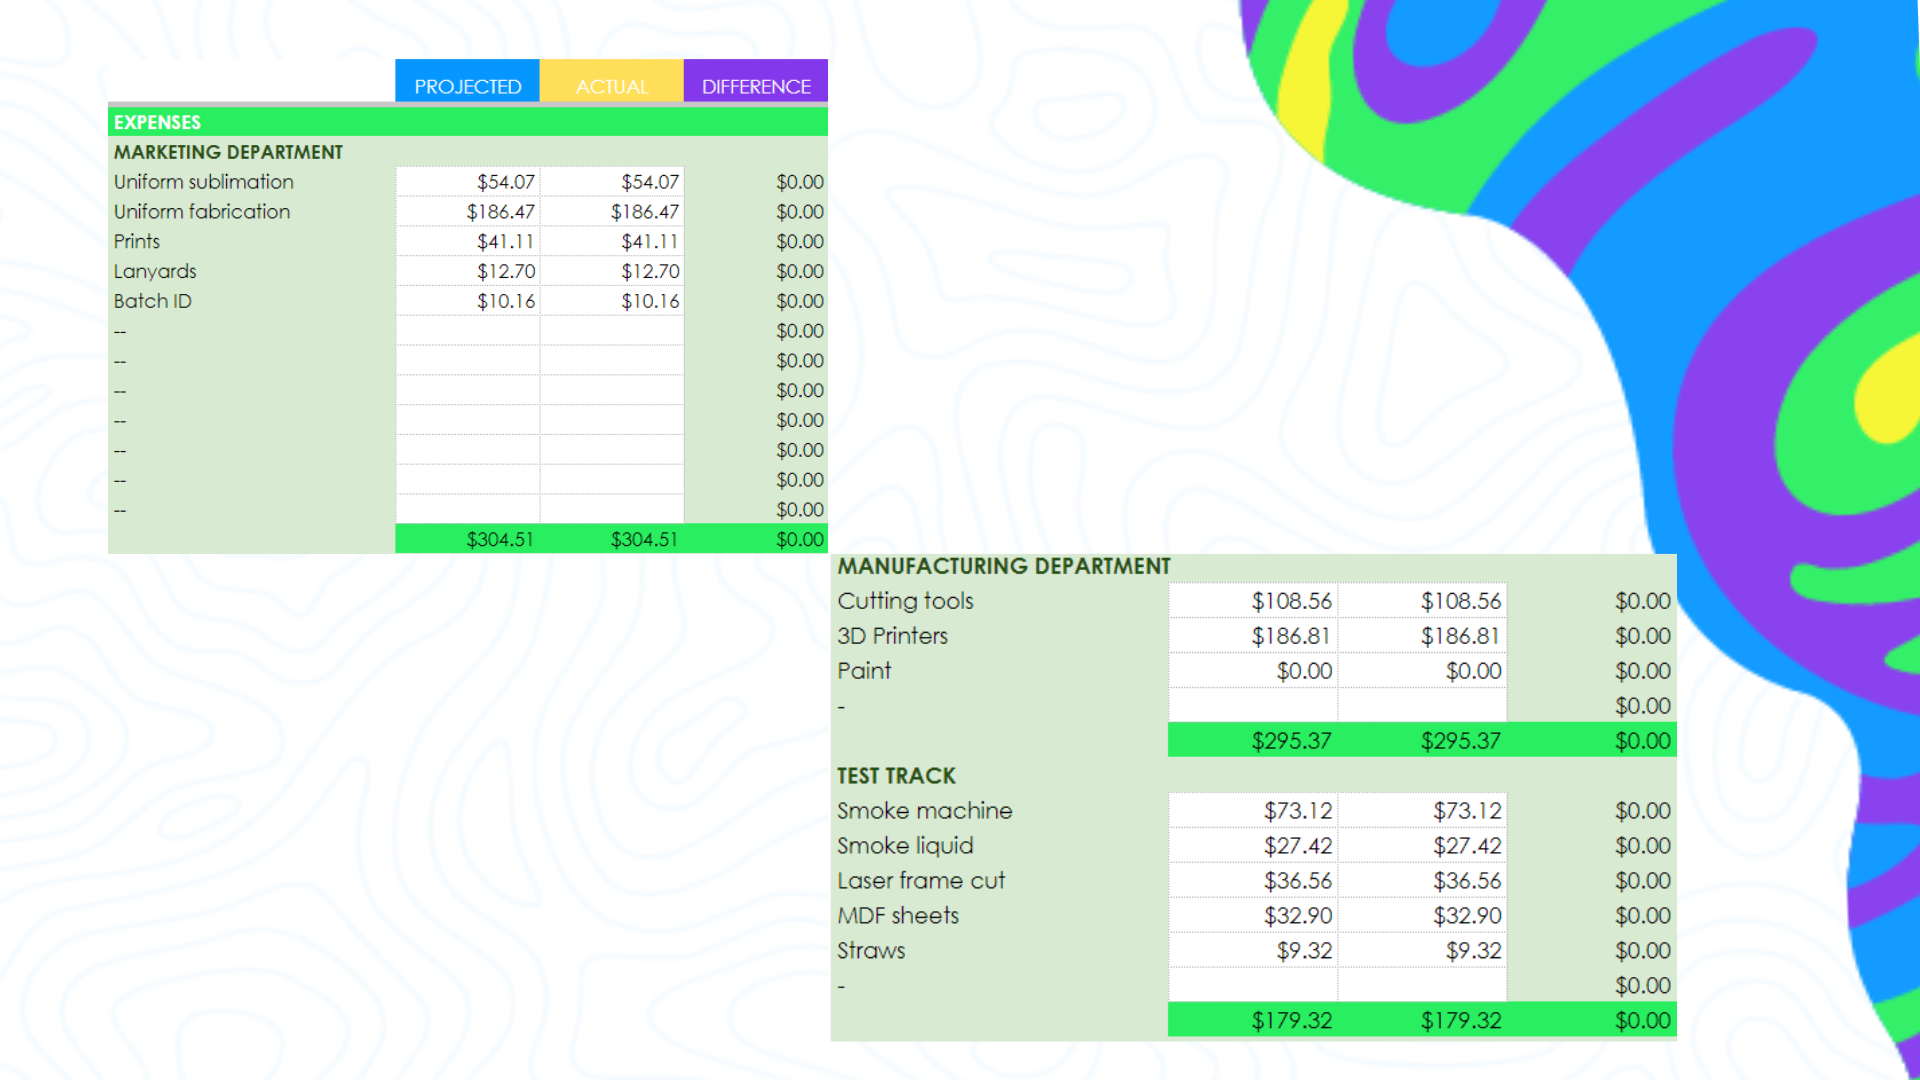 PROJECTED ACTUAL DIFFERENCE
EXPENSES
MARKETING DEPARTMENT
Uniform sublimation $54.07 $54.07 $0.00
Uniform fabrication $186.47 $186.47 $0.00
Prints $41.11 $41.11 $0.00
Lanyards $12.70 $12.70 $0.00
Batch ID $10.16 $10.16 $0.00
-- $0.00
-- $0.00
-- $0.00
-- $0.00
-- $0.00
-- $0.00
-- $0.00
$304.51 $304.51 $0.00
MANUFACTURING DEPARTMENT
Cutting tools $108.56 $108.56 $0.00
3D Printers $186.81 $186.81 $0.00
Paint $0.00 $0.00 $0.00
- $0.00
$295.37 $295.37 $0.00
TEST TRACK
Smoke machine $73.12 $73.12 $0.00
Smoke liquid $27.42 $27.42 $0.00
Laser frame cut $36.56 $36.56 $0.00
MDF sheets $32.90 $32.90 $0.00
Straws $9.32 $9.32 $0.00
- $0.00
$179.32 $179.32 $0.00